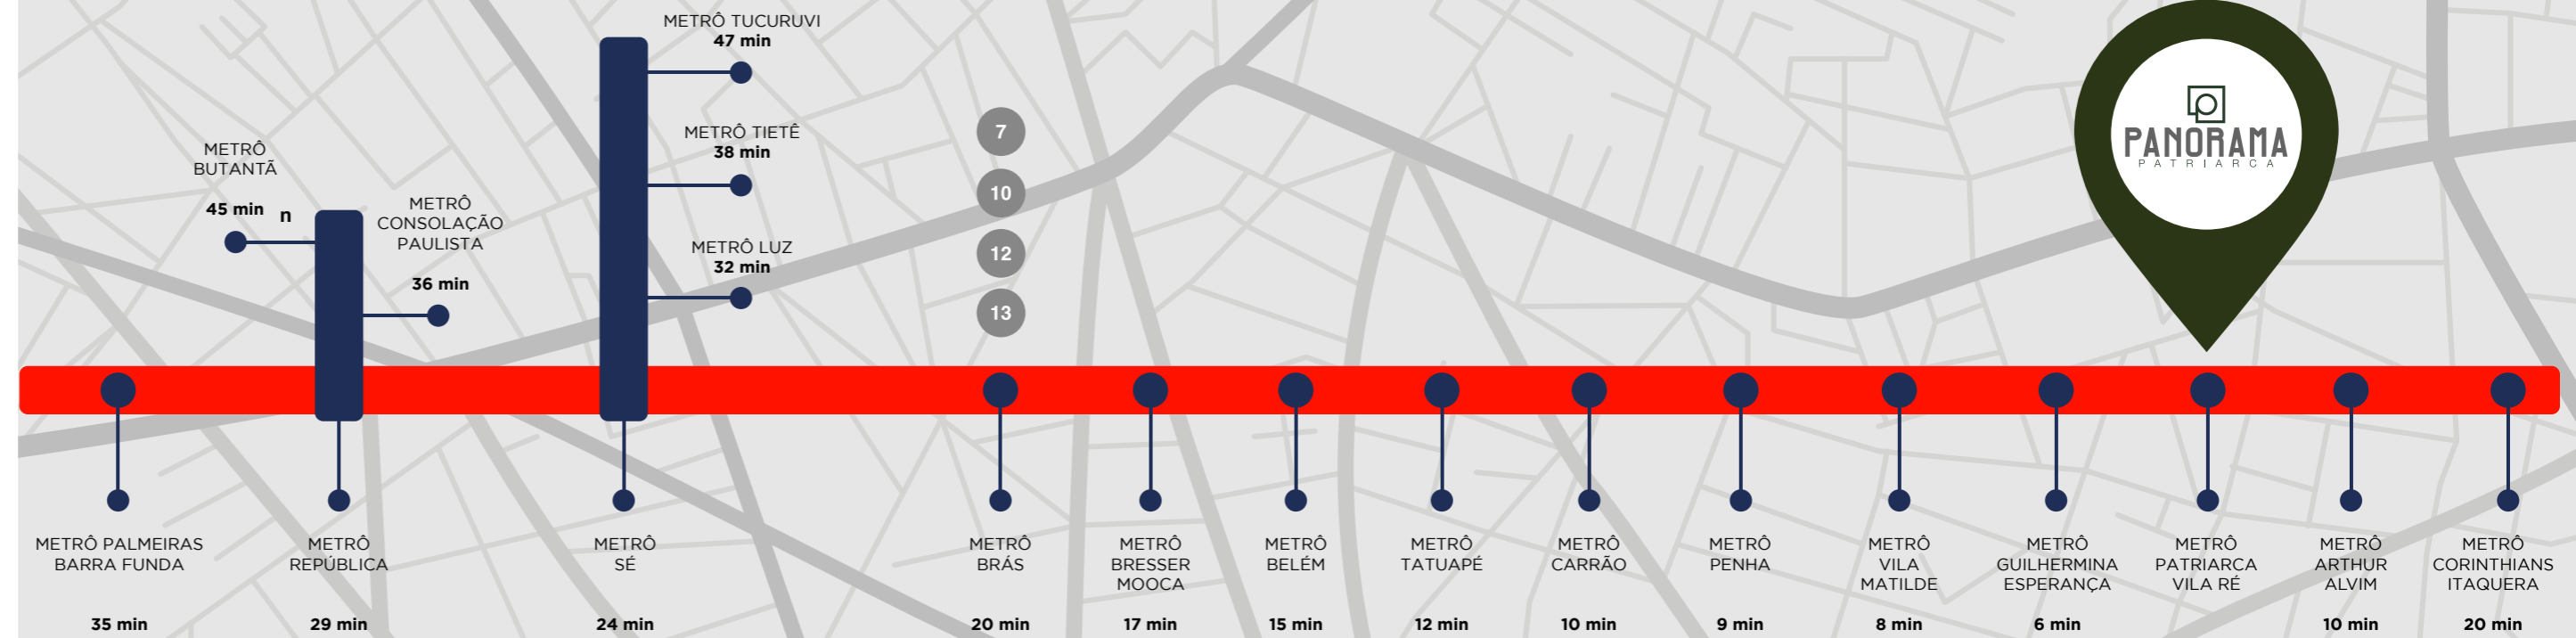 METRÔ TUCURUVI
47 min
METRÔ TIETÊ
38 min
METRÔ LUZ
32 min
METRÔ
BUTANTÃ
45 min n
METRÔ
CONSOLAÇÃO
PAULISTA
36 min
7
10
12
13
PANORAMA
PATRIARCA
METRÔ PALMEIRAS
BARRA FUNDA
35 min
METRÔ
REPÚBLICA
29 min
METRÔ
SÉ
24 min
METRÔ
BRÁS
20 min
METRÔ
BRESSER
MOOCA
17 min
METRÔ
BELÉM
15 min
METRÔ
TATUAPÉ
12 min
METRÔ
CARRÃO
10 min
METRÔ
PENHA
9 min
METRÔ
VILA
MATILDE
8 min
METRÔ
GUILHERMINA
ESPERANÇA
6 min
METRÔ
PATRIARCA
VILA RÉ
METRÔ
ARTHUR
ALVIM
10 min
METRÔ
CORINTHIANS
ITAQUERA
20 min